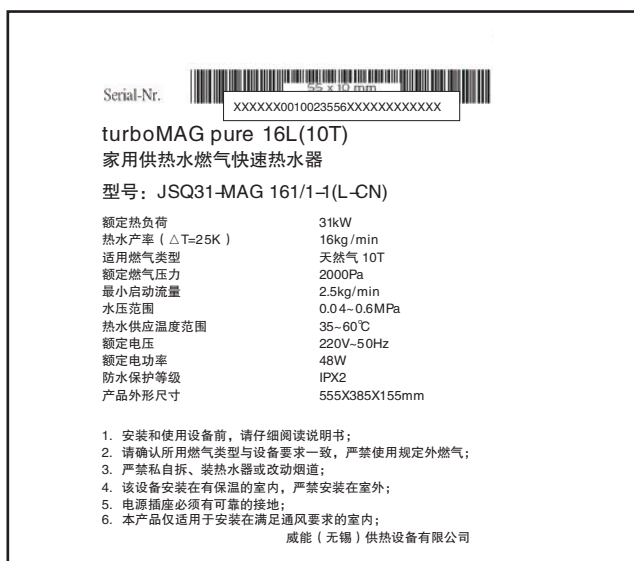 Serial-Nr.
55 x 10 mm
XXXXXX0010023556XXXXXXXXXXXX
turboMAG pure 16L(10T)
家用供热水燃气快速热水器
型号：JSQ31-MAG 161/1-1(L-CN)
额定热负荷 31kW
热水产率（△T=25K） 16kg/min
适用燃气类型 天然气 10T
额定燃气压力 2000Pa
最小启动流量 2.5kg/min
水压范围 0.04~0.6MPa
热水供应温度范围 35~60℃
额定电压 220V~50Hz
额定电功率 48W
防水保护等级 IPX2
产品外形尺寸 555X385X155mm
1. 安装和使用设备前，请仔细阅读说明书；
2. 请确认所用燃气类型与设备要求一致，严禁使用规定外燃气；
3. 严禁私自拆、装热水器或改动烟道；
4. 该设备安装在有保温的室内，严禁安装在室外；
5. 电源插座必须有可靠的接地；
6. 本产品仅适用于安装在满足通风要求的室内；
威能（无锡）供热设备有限公司